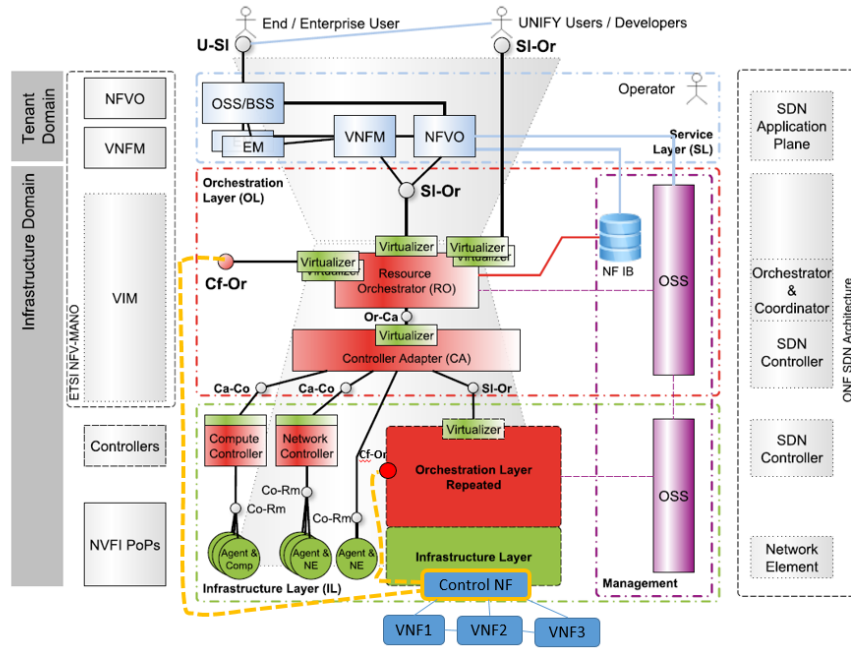 End / Enterprise User
UNIFY Users / Developers
U-Sl
Sl-Or
Tenant
Domain
NFVO
VNFM
OSS/BSS
EM
VNFM
NFVO
Operator
Service
Layer (SL)
SDN
Application
Plane
Infrastructure Domain
ETSI NFV-MANO
VIM
Orchestration
Layer (OL)
Sl-Or
Cf-Or
Virtualizer
Virtualizer
Virtualizer
Virtualizer
Virtualizer
Resource
Orchestrator (RO)
NF IB
OSS
Orchestrator
&
Coordinator
ONF SDN Architecture
Or-Ca
Virtualizer
Controller Adapter (CA)
SDN
Controller
Ca-Co
Ca-Co
Sl-Or
Controllers
Compute
Controller
Network
Controller
Virtualizer
Cf-Or
Orchestration Layer
Repeated
OSS
SDN
Controller
Co-Rm
Co-Rm
Co-Rm
NVFI PoPs
Agent &
Comp
Agent &
NE
Agent &
NE
Infrastructure Layer
Network
Element
Infrastructure Layer (IL)
Control NF
Management
VNF1
VNF2
VNF3